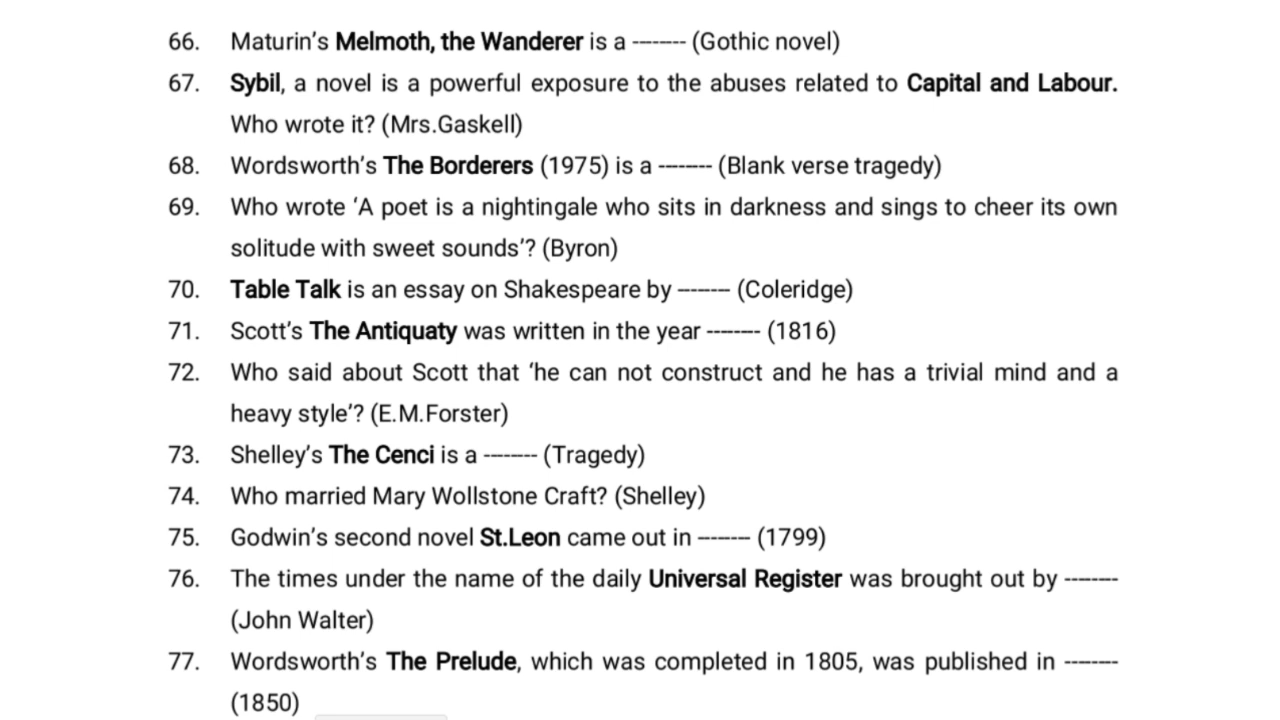 66. Maturin's Melmoth, the Wanderer is a ------- (Gothic novel)
67. Sybil, a novel is a powerful exposure to the abuses related to Capital and Labour.
Who wrote it? (Mrs.Gaskell)
68. Wordsworth's The Borderers (1975) is a ------- (Blank verse tragedy)
69. Who wrote 'A poet is a nightingale who sits in darkness and sings to cheer its own
solitude with sweet sounds'? (Byron)
70. Table Talk is an essay on Shakespeare by ------- (Coleridge)
71. Scott's The Antiquaty was written in the year ------- (1816)
72. Who said about Scott that 'he can not construct and he has a trivial mind and a
heavy style'? (E.M.Forster)
73. Shelley's The Cenci is a ------- (Tragedy)
74. Who married Mary Wollstone Craft? (Shelley)
75. Godwin's second novel St.Leon came out in ------- (1799)
76. The times under the name of the daily Universal Register was brought out by -------
(John Walter)
77. Wordsworth's The Prelude, which was completed in 1805, was published in -------
(1850)